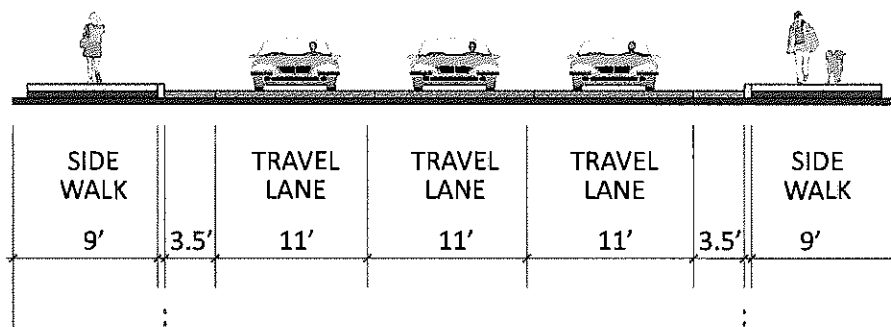 SIDE WALK
TRAVEL LANE
TRAVEL LANE
TRAVEL LANE
SIDE WALK
9' 3.5' 11' 11' 11' 3.5' 9'